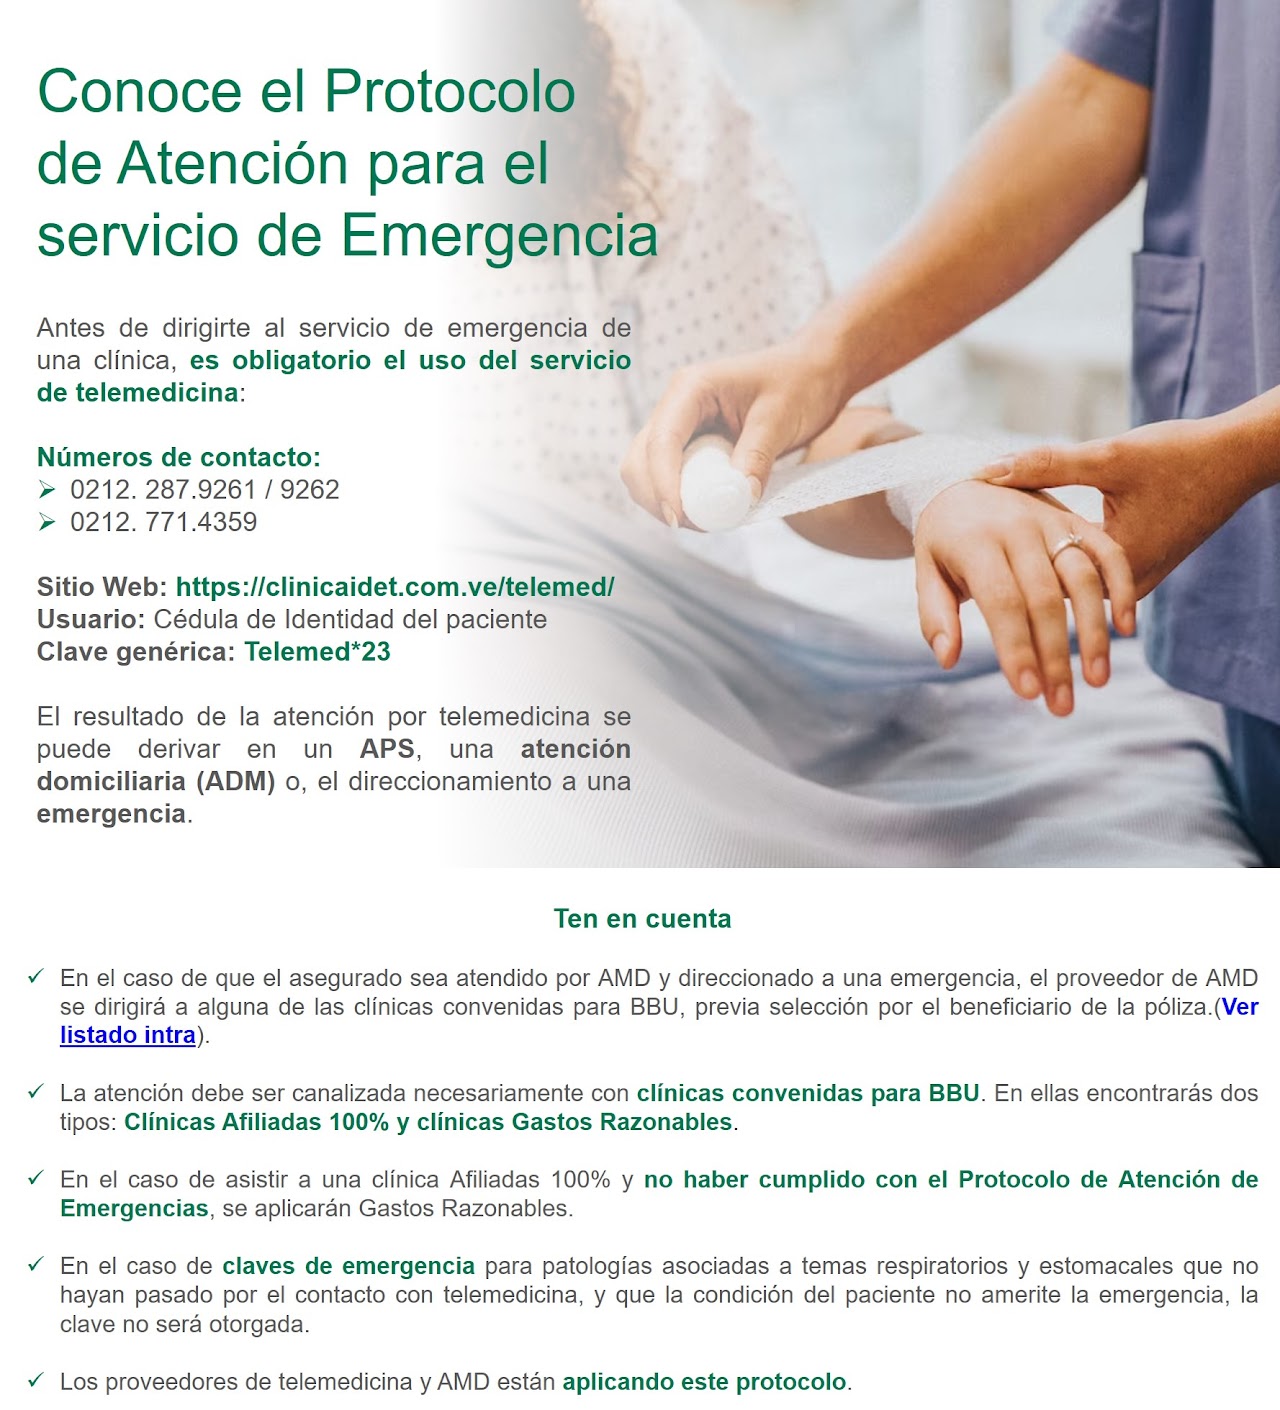 Conoce el Protocolo
de Atención para el
servicio de Emergencia
Antes de dirigirte al servicio de emergencia de
una clínica, es obligatorio el uso del servicio
de telemedicina:
Números de contacto:
➢ 0212. 287.9261 / 9262
➢ 0212. 771.4359
Sitio Web: https://clinicaidet.com.ve/telemed/
Usuario: Cédula de Identidad del paciente
Clave genérica: Telemed*23
El resultado de la atención por telemedicina se
puede derivar en un APS, una atención
domiciliaria (ADM) o, el direccionamiento a una
emergencia.
Ten en cuenta
✓ En el caso de que el asegurado sea atendido por AMD y direccionado a una emergencia, el proveedor de AMD
se dirigirá a alguna de las clínicas convenidas para BBU, previa selección por el beneficiario de la póliza.(Ver
listado intra).
✓ La atención debe ser canalizada necesariamente con clínicas convenidas para BBU. En ellas encontrarás dos
tipos: Clínicas Afiliadas 100% y clínicas Gastos Razonables.
✓ En el caso de asistir a una clínica Afiliadas 100% y no haber cumplido con el Protocolo de Atención de
Emergencias, se aplicarán Gastos Razonables.
✓ En el caso de claves de emergencia para patologías asociadas a temas respiratorios y estomacales que no
hayan pasado por el contacto con telemedicina, y que la condición del paciente no amerite la emergencia, la
clave no será otorgada.
✓ Los proveedores de telemedicina y AMD están aplicando este protocolo.